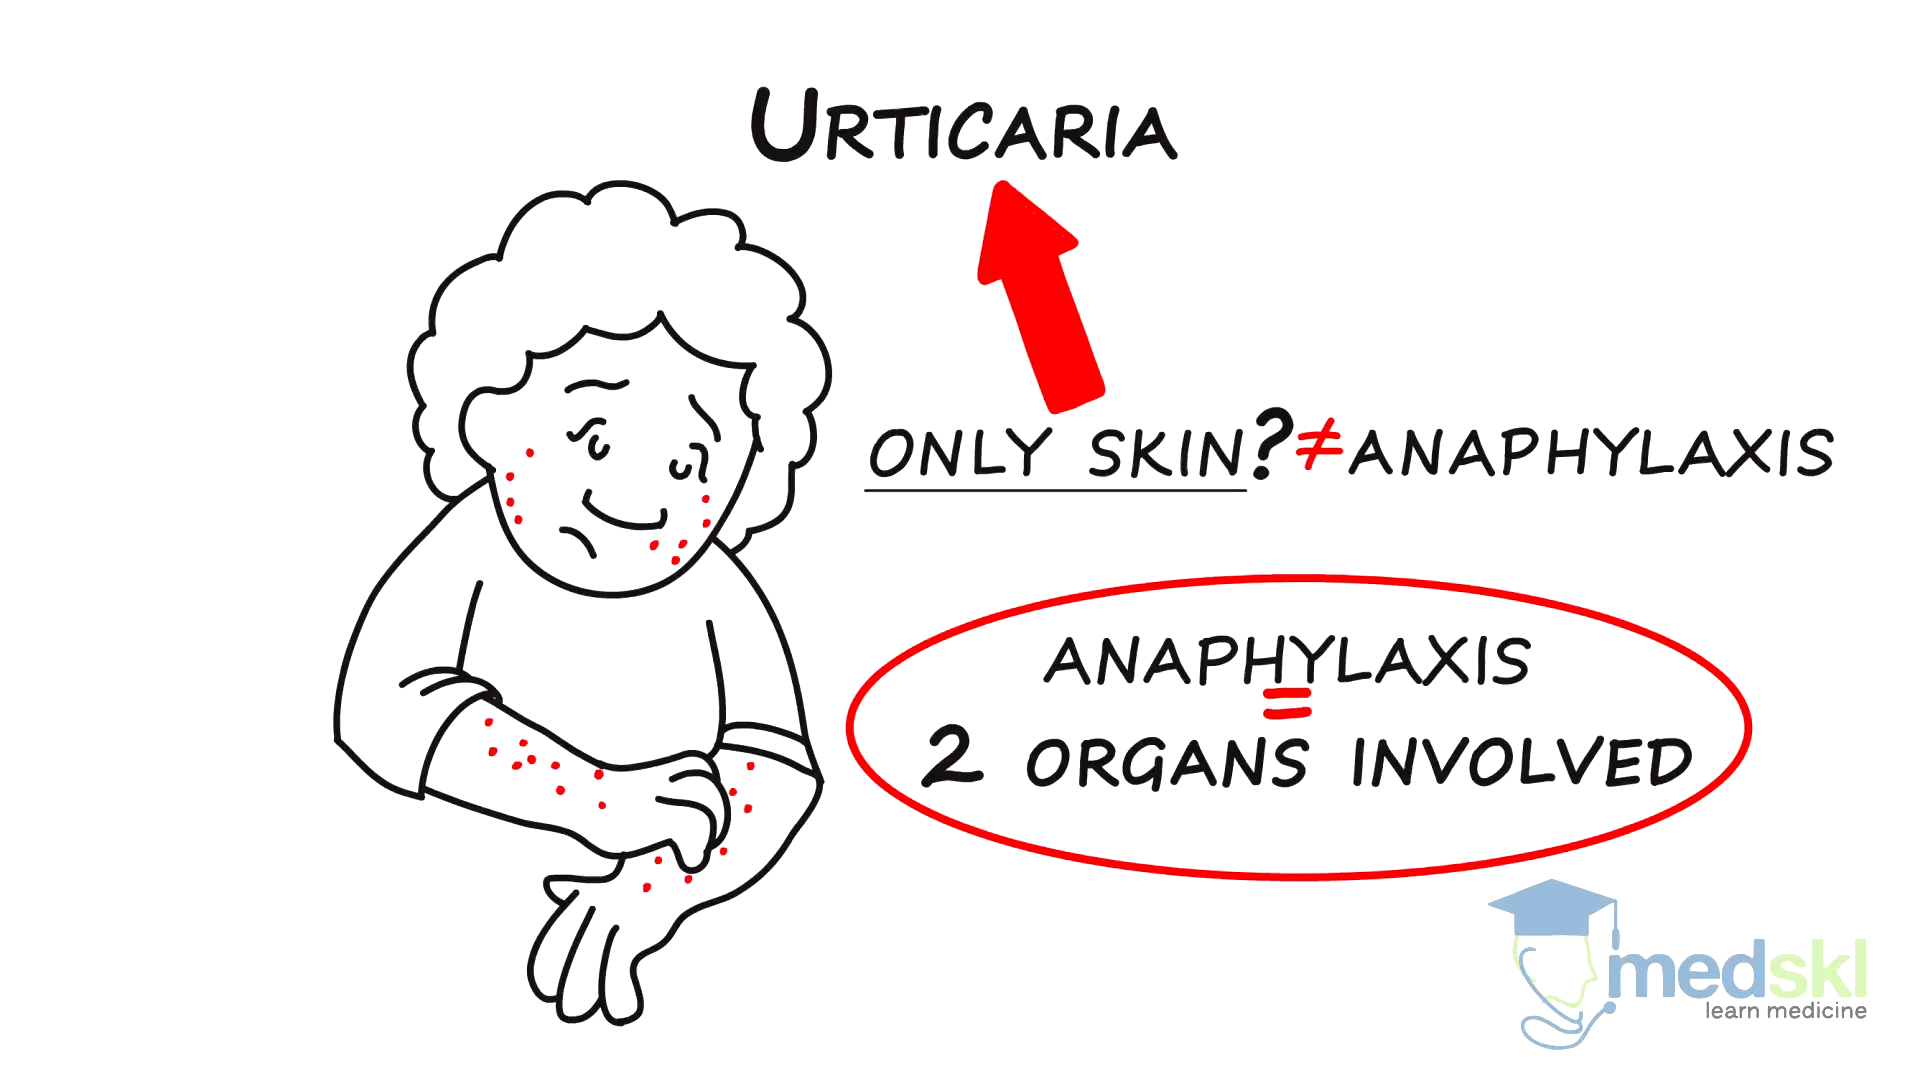 URTICARIA
ONLY SKIN?≠ANAPHYLAXIS
ANAPHYLAXIS
=
2 ORGANS INVOLVED
medskl
learn medicine